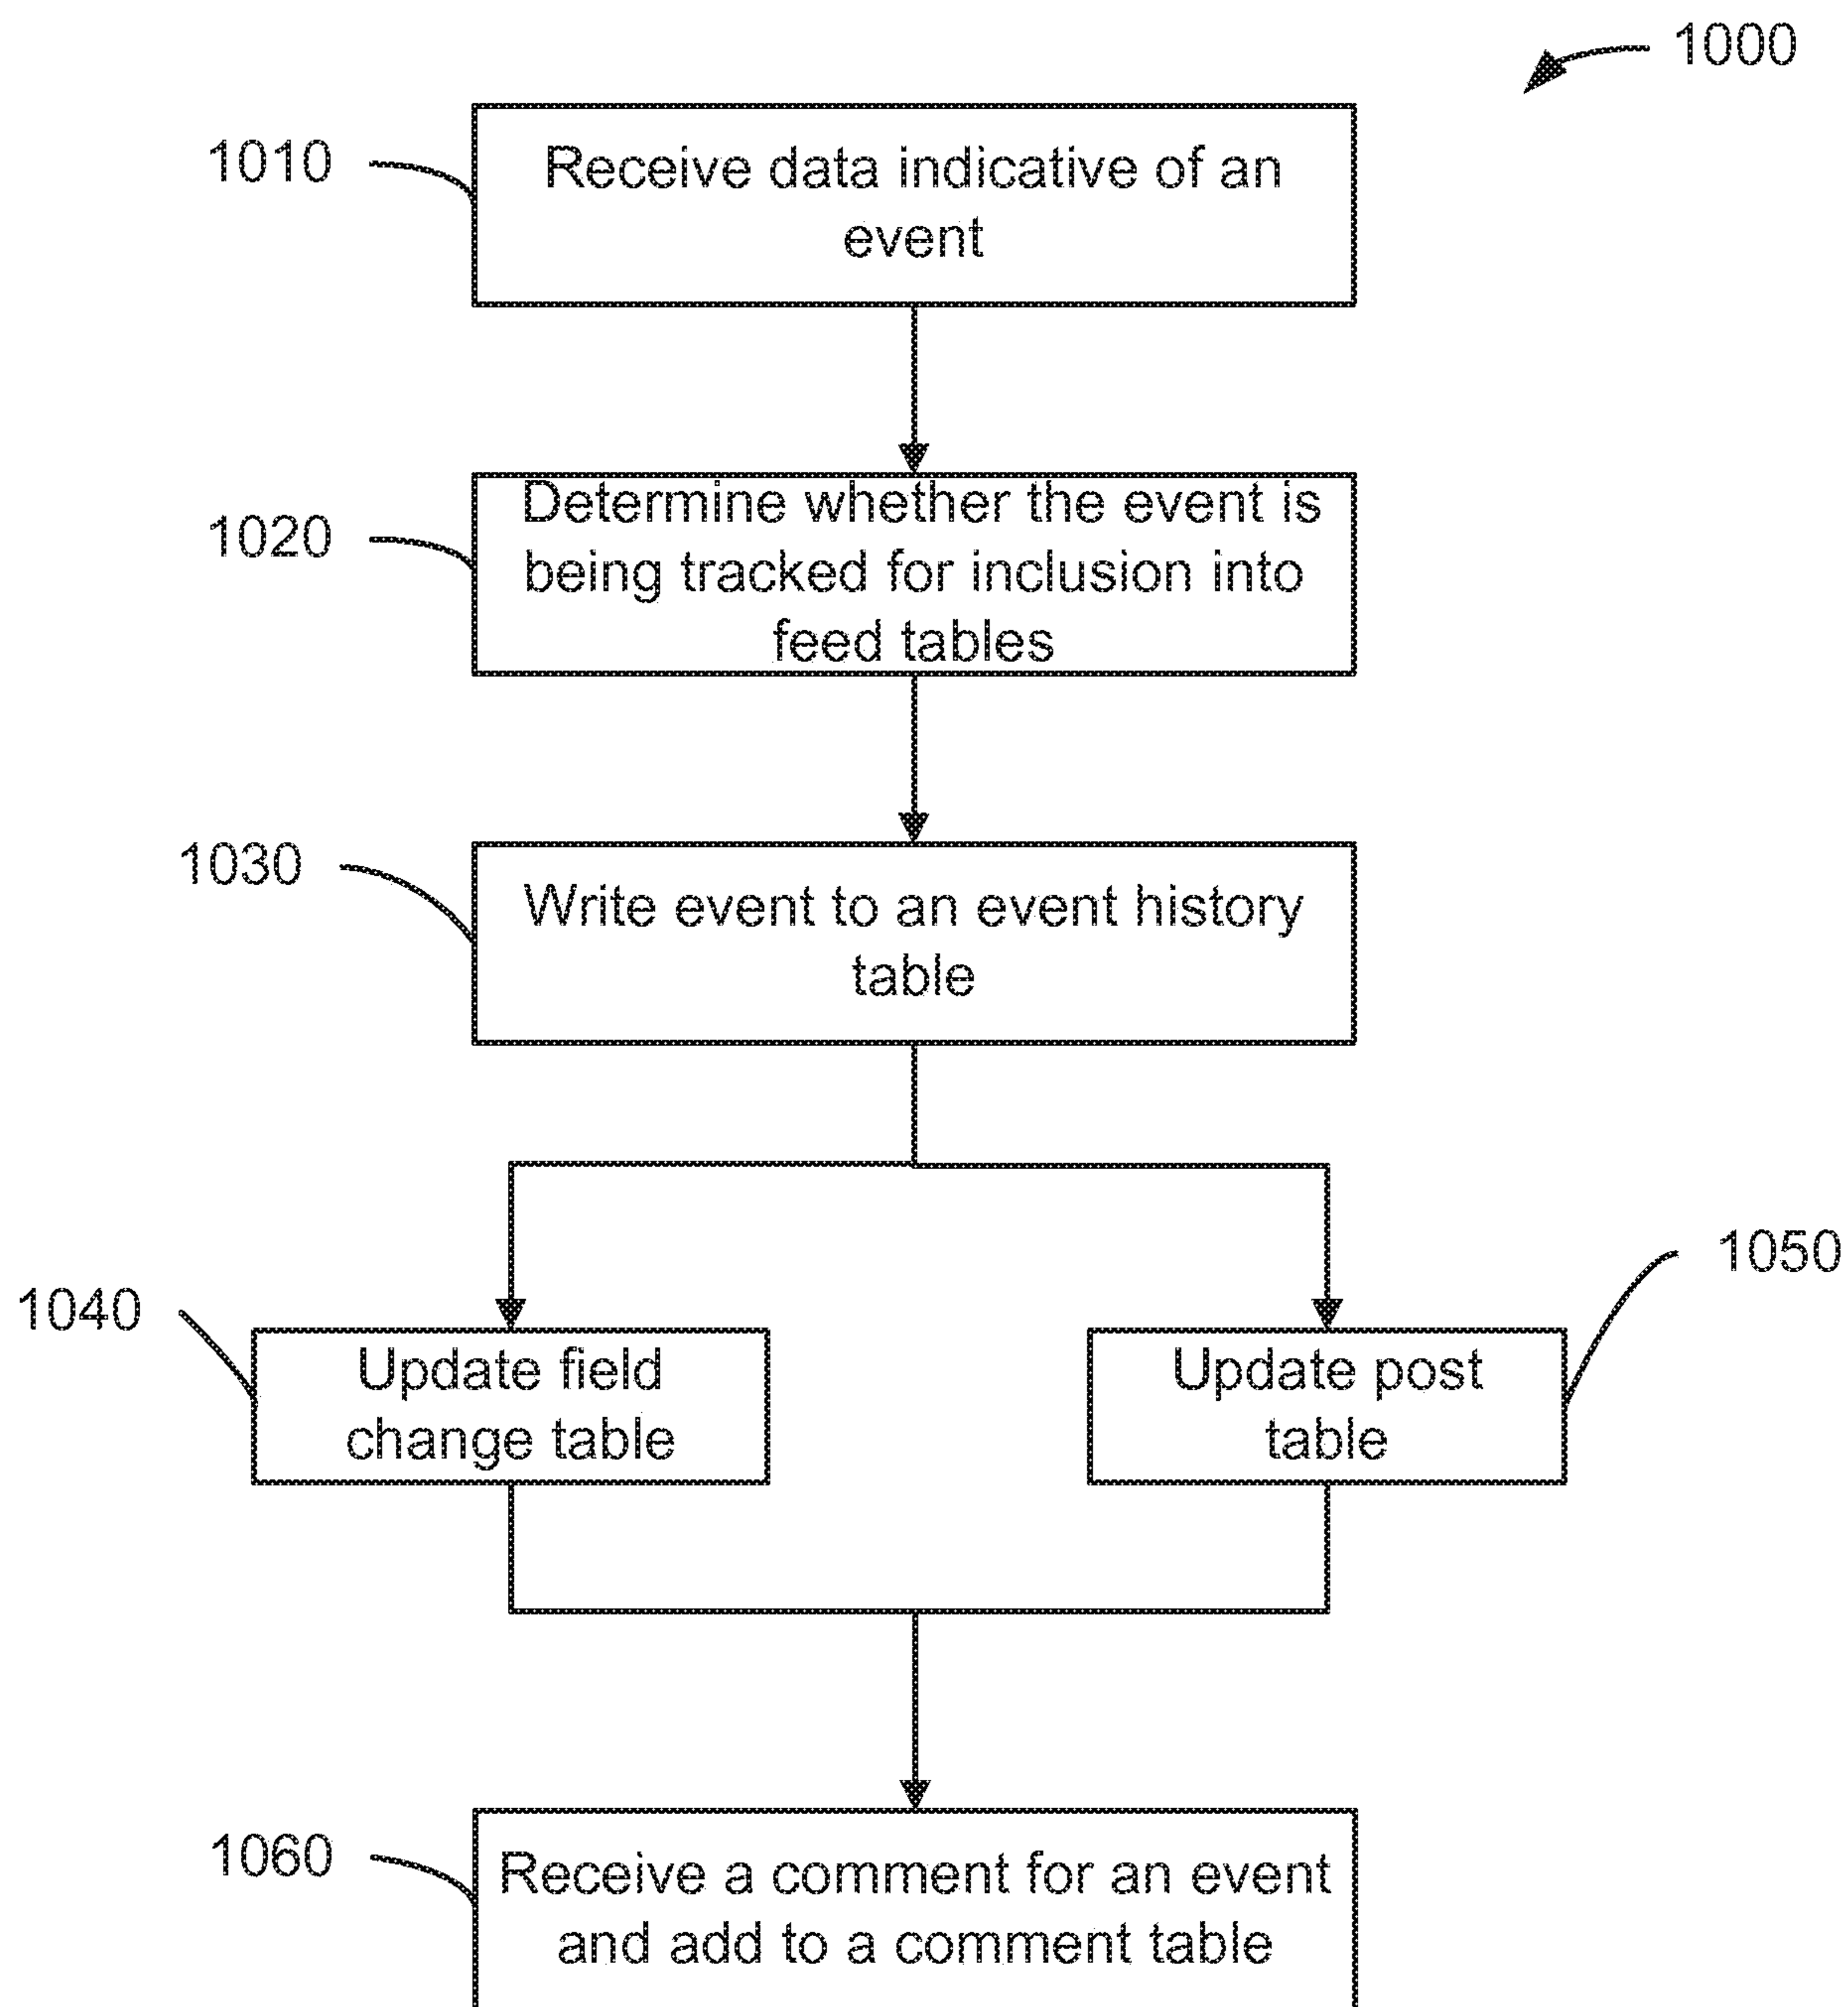 1000
1010
Receive data indicative of an
event
1020
Determine whether the event is
being tracked for inclusion into
feed tables
1030
Write event to an event history
table
1040
Update field
change table
1050
Update post
table
1060
Receive a comment for an event
and add to a comment table